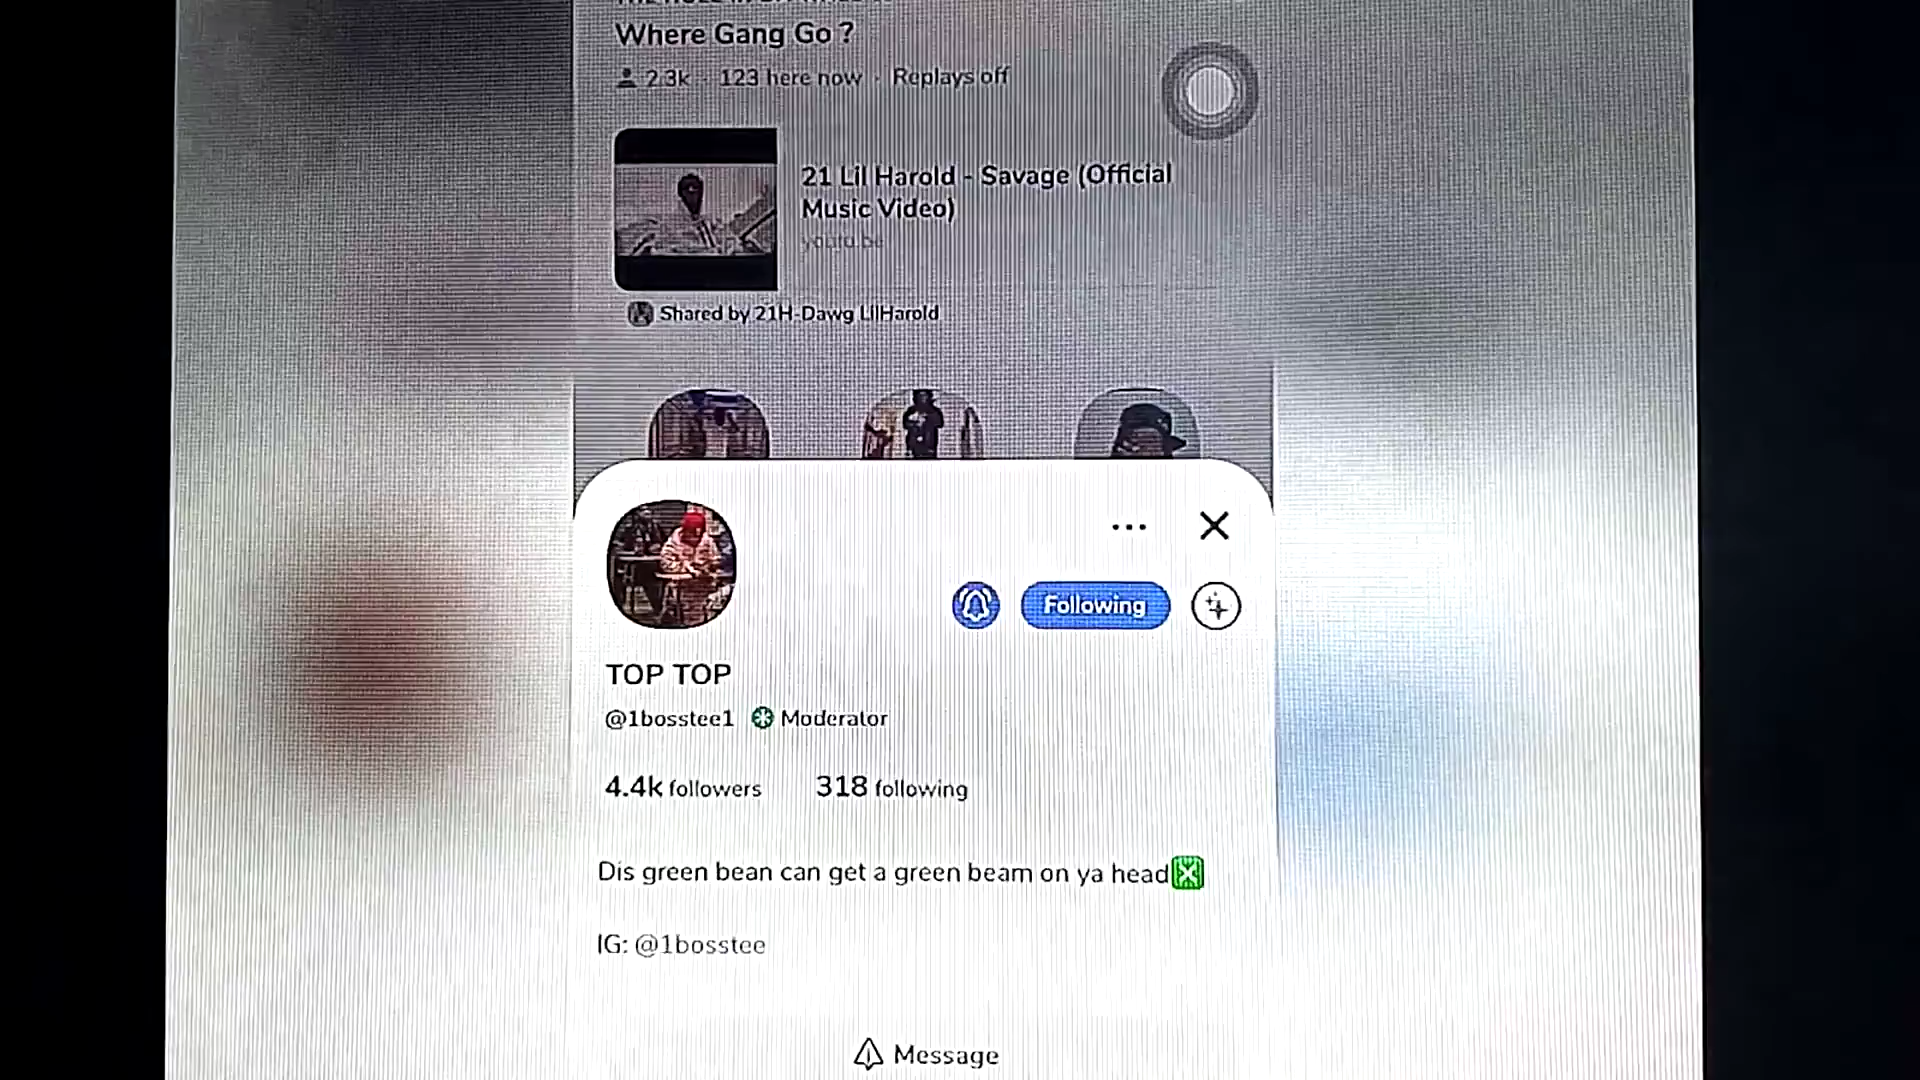 Where Gang Go ?
2.3k · 123 here now · Replays off
21 Lil Harold - Savage (Official
Music Video)
youtu.be
Shared by 21H-Dawg LilHarold
Following
TOP TOP
@1bosstee1 Moderator
4.4k followers 318 following
Dis green bean can get a green beam on ya head
IG: @1bosstee
Message